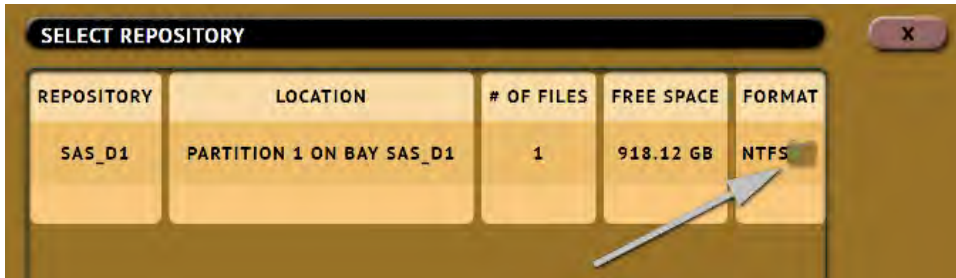 SELECT REPOSITORY
X
REPOSITORY LOCATION # OF FILES FREE SPACE FORMAT
SAS_D1 PARTITION 1 ON BAY SAS_D1 1 918.12 GB NTFS